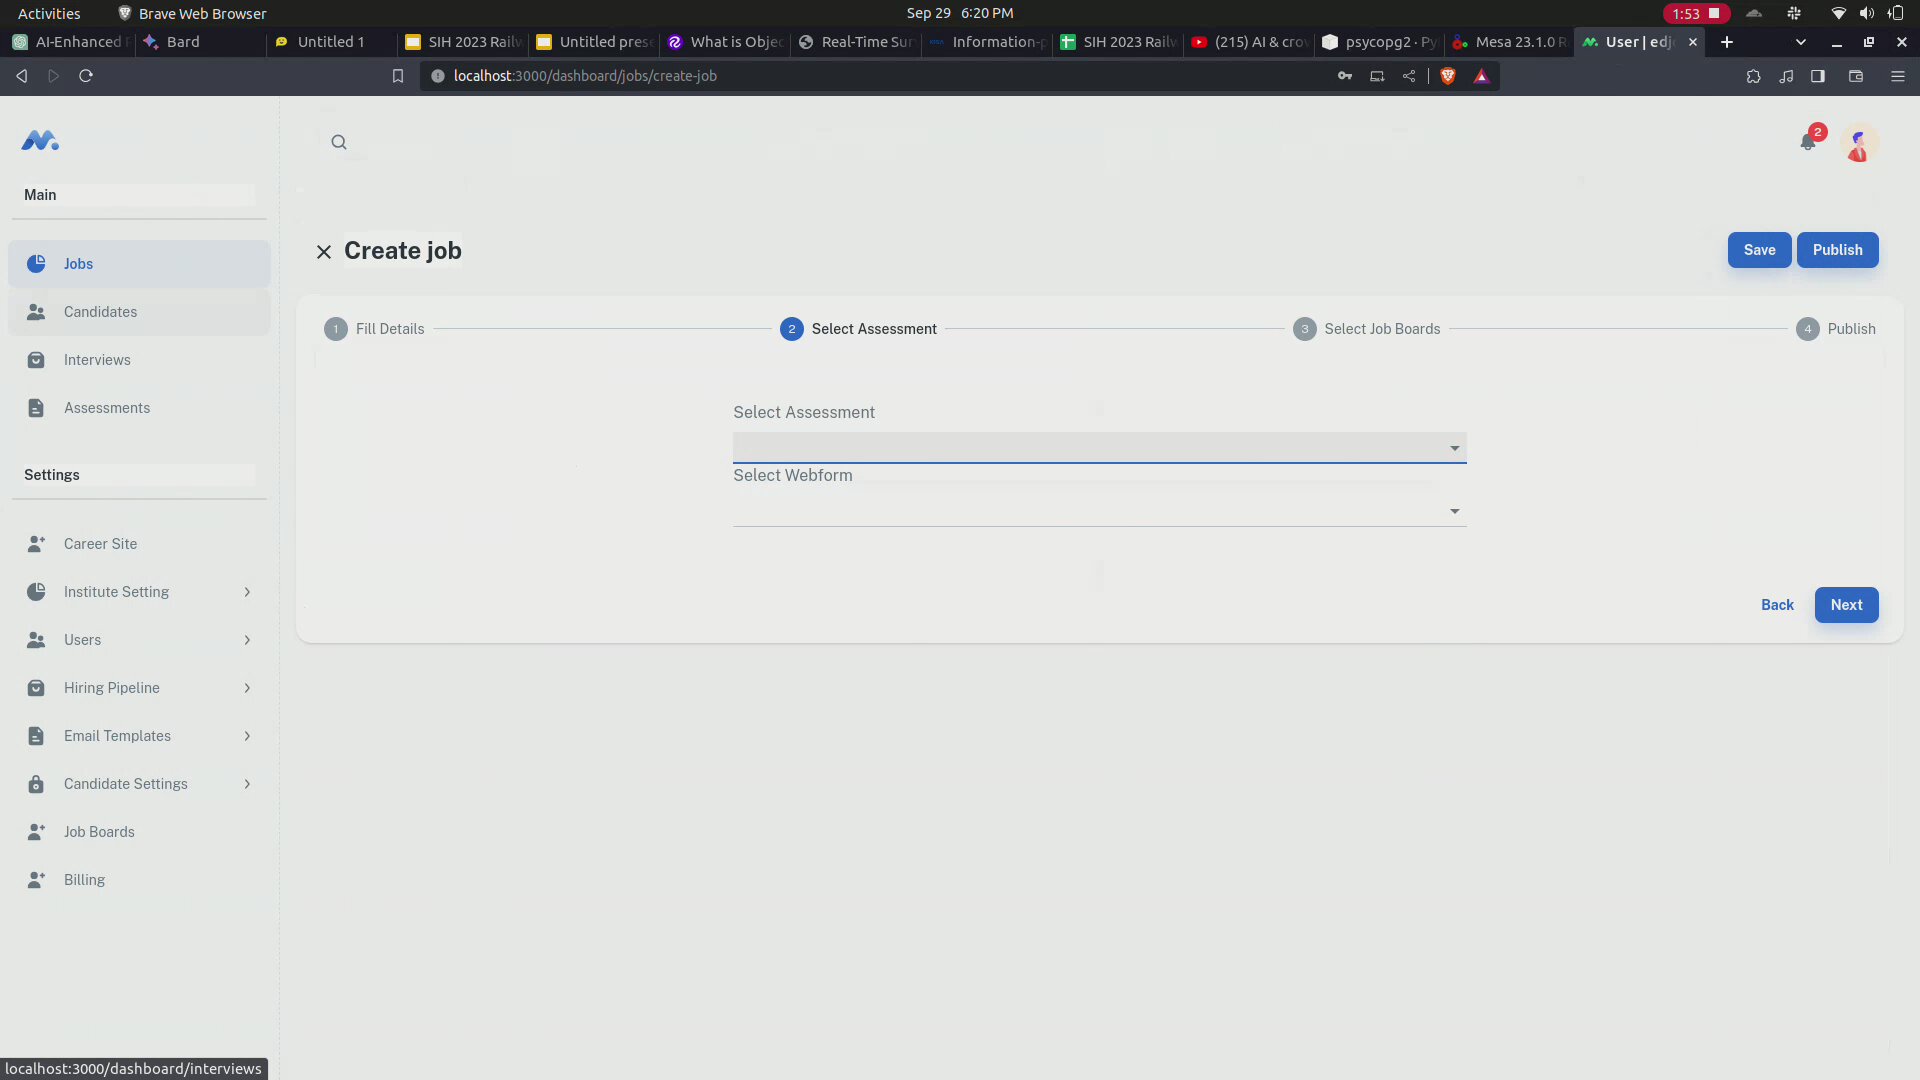 Activities Brave Web Browser Sep 29 6:20 PM 1:53
AI-Enhanced Bard Untitled 1 SIH 2023 Railw Untitled prese What is Objec Real-Time Sur Information-p SIH 2023 Railw (215) AI & crow psycopg2 · Py Mesa 23.1.0 R User | edjo
localhost:3000/dashboard/jobs/create-job
2
Main
Create job
Save Publish
Jobs
Candidates
Interviews
Assessments
1 Fill Details 2 Select Assessment 3 Select Job Boards 4 Publish
Select Assessment
Select Webform
Back Next
Settings
Career Site
Institute Setting
Users
Hiring Pipeline
Email Templates
Candidate Settings
Job Boards
Billing
localhost:3000/dashboard/interviews